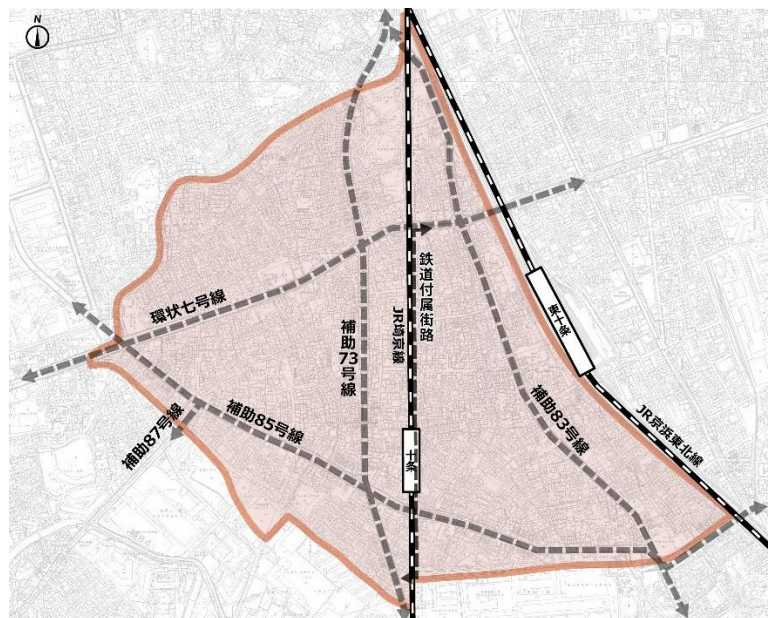 N
環状七号線
鉄道付属街路
JR埼京線
補助73号線
東十条
補助87号線
補助85号線
補助83号線
JR京浜東北線
十条